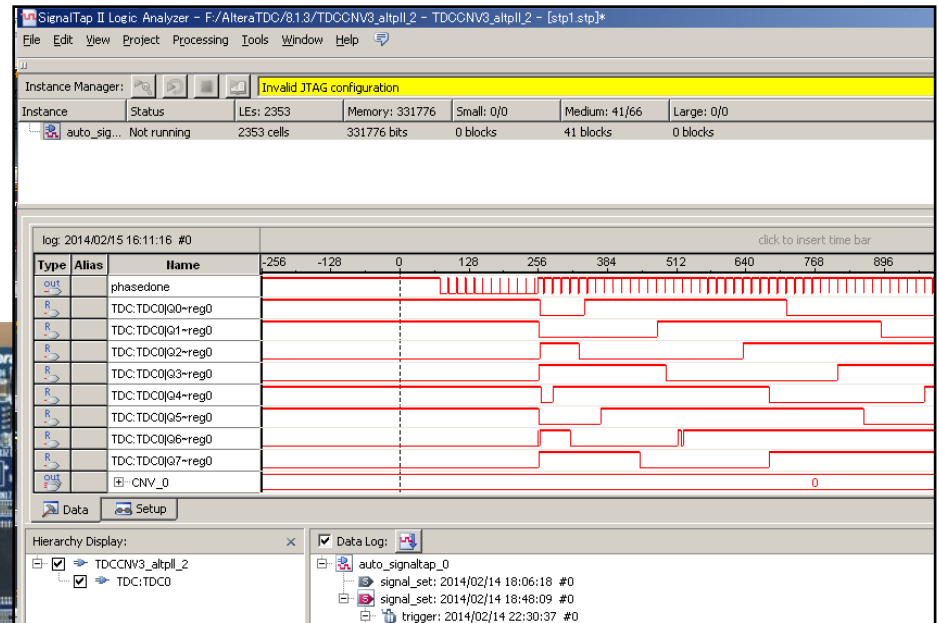 SignalTap II Logic Analyzer - F:/AlteraTDC/8.1.3/TDCCNV3_altpll_2 - TDCCNV3_altpll_2 - [stp1.stp]*
File Edit View Project Processing Tools Window Help
Instance Manager: Invalid JTAG configuration
Instance Status LEs: 2353 Memory: 331776 Small: 0/0 Medium: 41/66 Large: 0/0
auto_sig... Not running 2353 cells 331776 bits 0 blocks 41 blocks 0 blocks
log: 2014/02/15 16:11:16 #0 click to insert time bar
Type Alias Name -256 -128 0 128 256 384 512 640 768 896
out phasedone
R TDC:TDC0|Q0~reg0
R TDC:TDC0|Q1~reg0
R TDC:TDC0|Q2~reg0
R TDC:TDC0|Q3~reg0
R TDC:TDC0|Q4~reg0
R TDC:TDC0|Q5~reg0
R TDC:TDC0|Q6~reg0
R TDC:TDC0|Q7~reg0
out CNV_0 0
Data Setup
Hierarchy Display: Data Log:
TDCCNV3_altpll_2 auto_signaltap_0
TDC:TDC0 signal_set: 2014/02/14 18:06:18 #0
signal_set: 2014/02/14 18:48:09 #0
trigger: 2014/02/14 22:30:37 #0